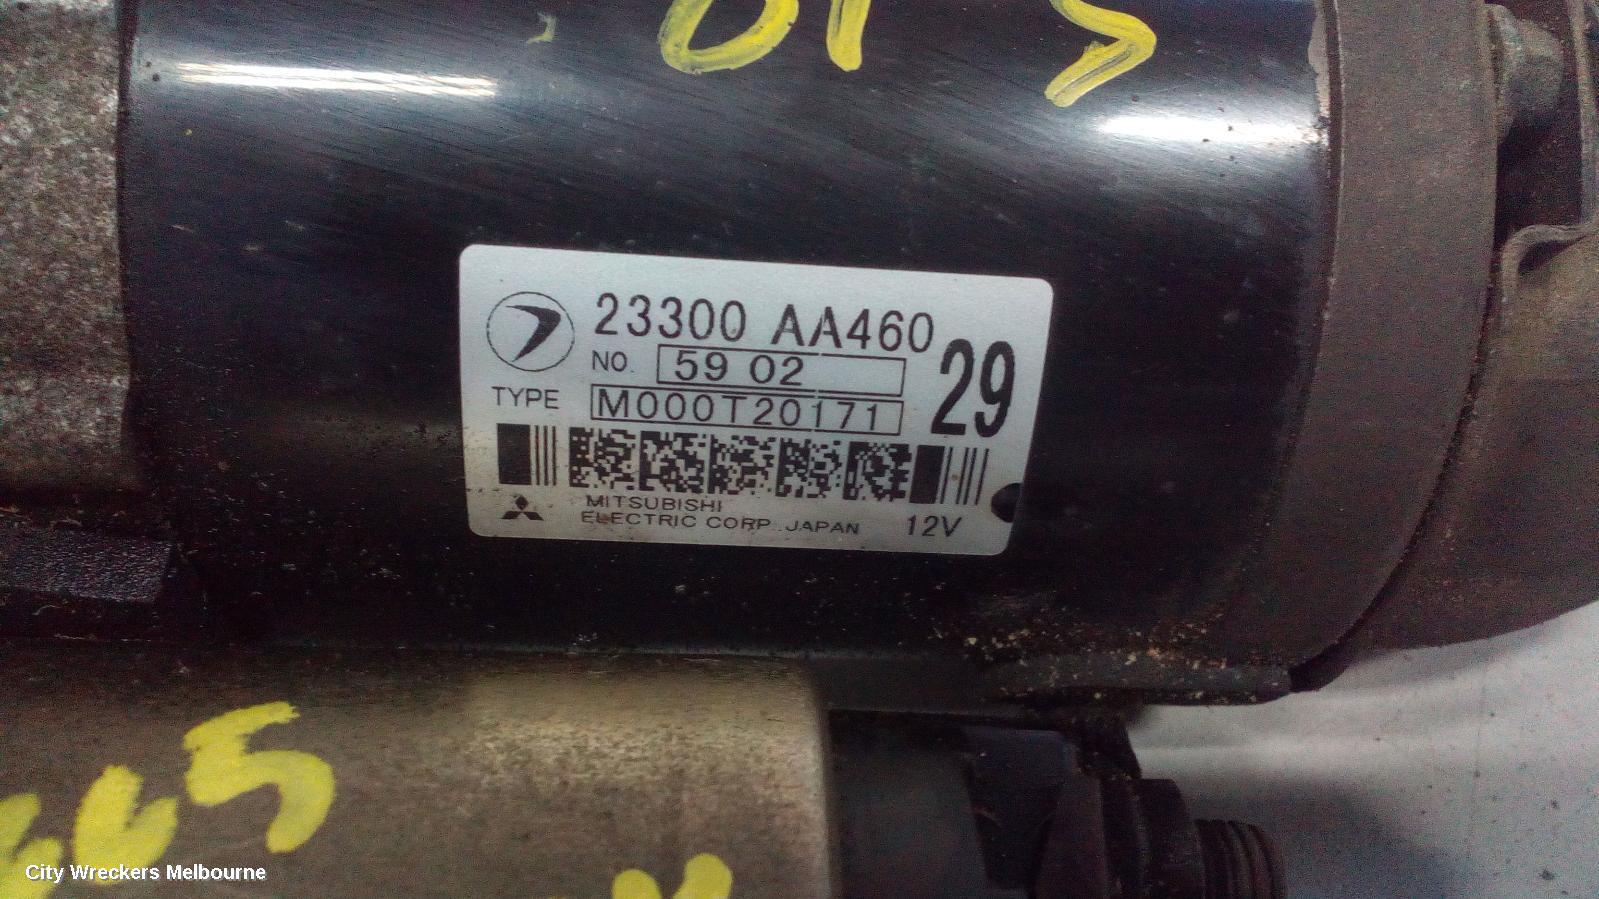 23300 AA460
NO. 59 02
29
TYPE M000T20171
MITSUBISHI
ELECTRIC CORP. JAPAN 12V
City Wreckers Melbourne